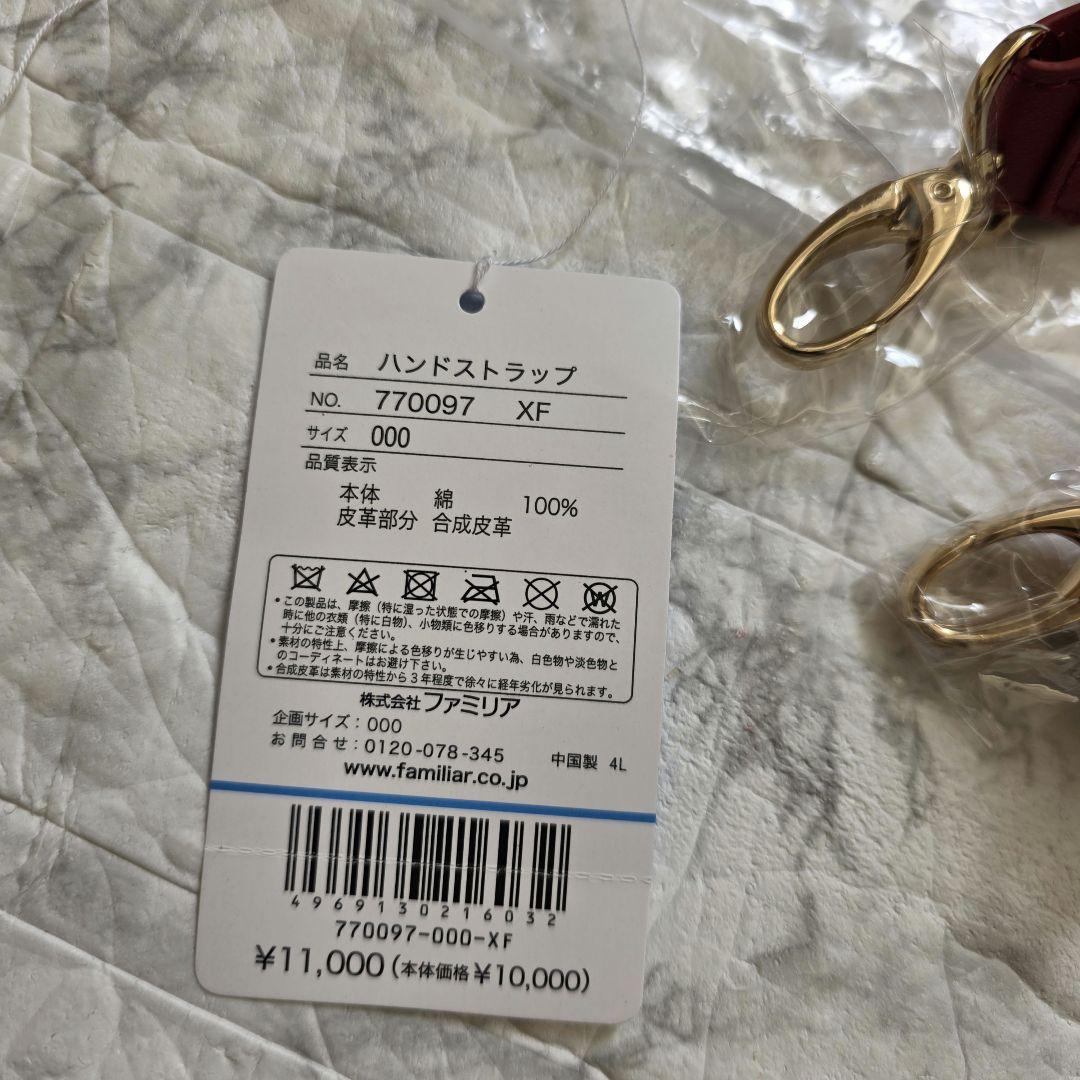 品名 ハンドストラップ
NO. 770097 XF
サイズ 000
品質表示
本体 綿 100%
皮革部分 合成皮革
W
•この製品は、摩擦（特に湿った状態での摩擦）や汗、雨などで濡れた
時に他の衣類（特に白物）、小物類に色移りする場合がありますので、
十分にご注意ください。
•素材の特性上、摩擦による色移りが生じやすい為、白色物や淡色物と
のコーディネートはお避け下さい。
•合成皮革は素材の特性から3年程度で徐々に経年劣化が見られます。
株式会社ファミリア
企画サイズ：000
お問合せ：0120-078-345 中国製 4L
www.familiar.co.jp
4969130216032
770097-000-XF
¥11,000（本体価格¥10,000）